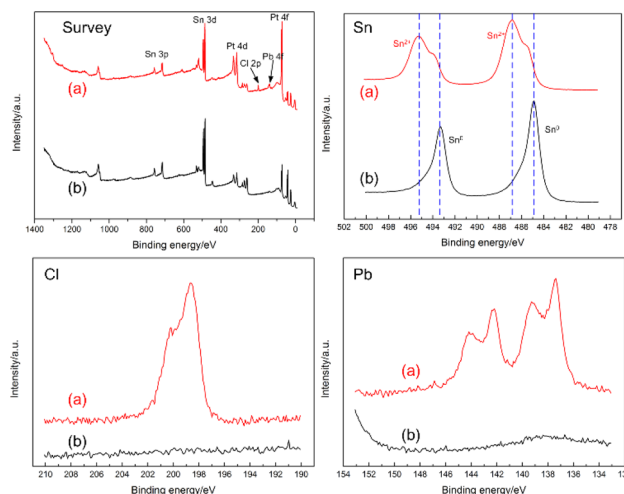 Survey
Sn 3p
Sn 3d
Pt 4d
Cl 2p
Pb 4f
Pt 4f
(a)
(b)
Intensity/a.u.
1400 1200 1000 800 600 400 200 0
Binding energy/eV
Sn
Sn2+
Sn2+
(a)
Sn0
Sn0
(b)
Intensity/a.u.
502 500 498 496 494 492 490 488 486 484 482 480 478
Binding energy/eV
Cl
(a)
(b)
Intensity/a.u.
210 208 206 204 202 200 198 196 194 192 190
Binding energy/eV
Pb
(a)
(b)
Intensity/a.u.
154 152 150 148 146 144 142 140 138 136 134 132
Binding energy/eV